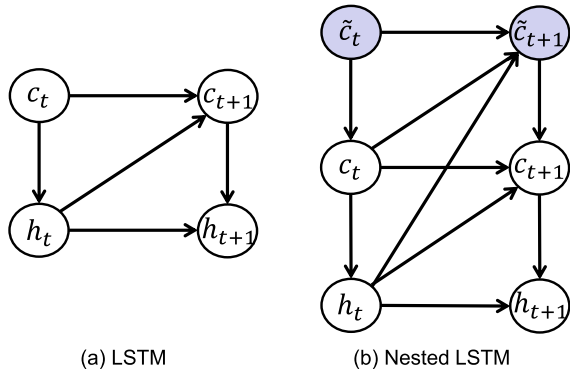 c_t
c_{t+1}
h_t
h_{t+1}
(a) LSTM
c̃_t
c̃_{t+1}
c_t
c_{t+1}
h_t
h_{t+1}
(b) Nested LSTM